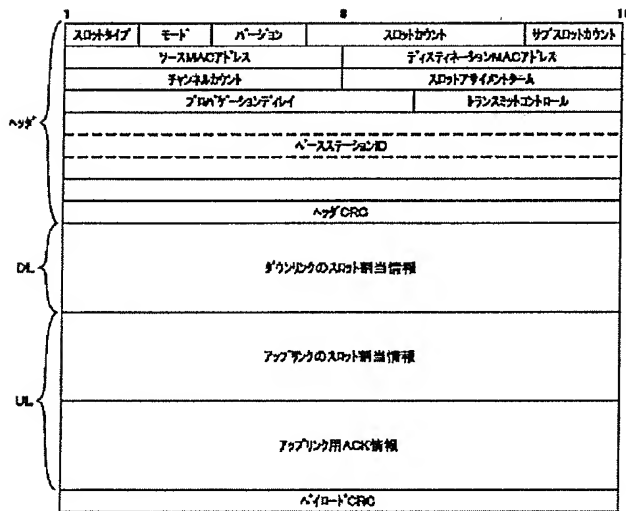 1 8 16
スロットタイプ モード バージョン スロットカウント サブスロットカウント
ソースMACアドレス ディスティネーションMACアドレス
チャンネルカウント スロットアサイメントターム
プロパゲーションディレイ トランスミットコントロール
ヘッダ
ベースステーションID
ヘッダCRC
DL
ダウンリンクのスロット割当情報
アップリンクのスロット割当情報
UL
アップリンク用ACK情報
ペイロードCRC